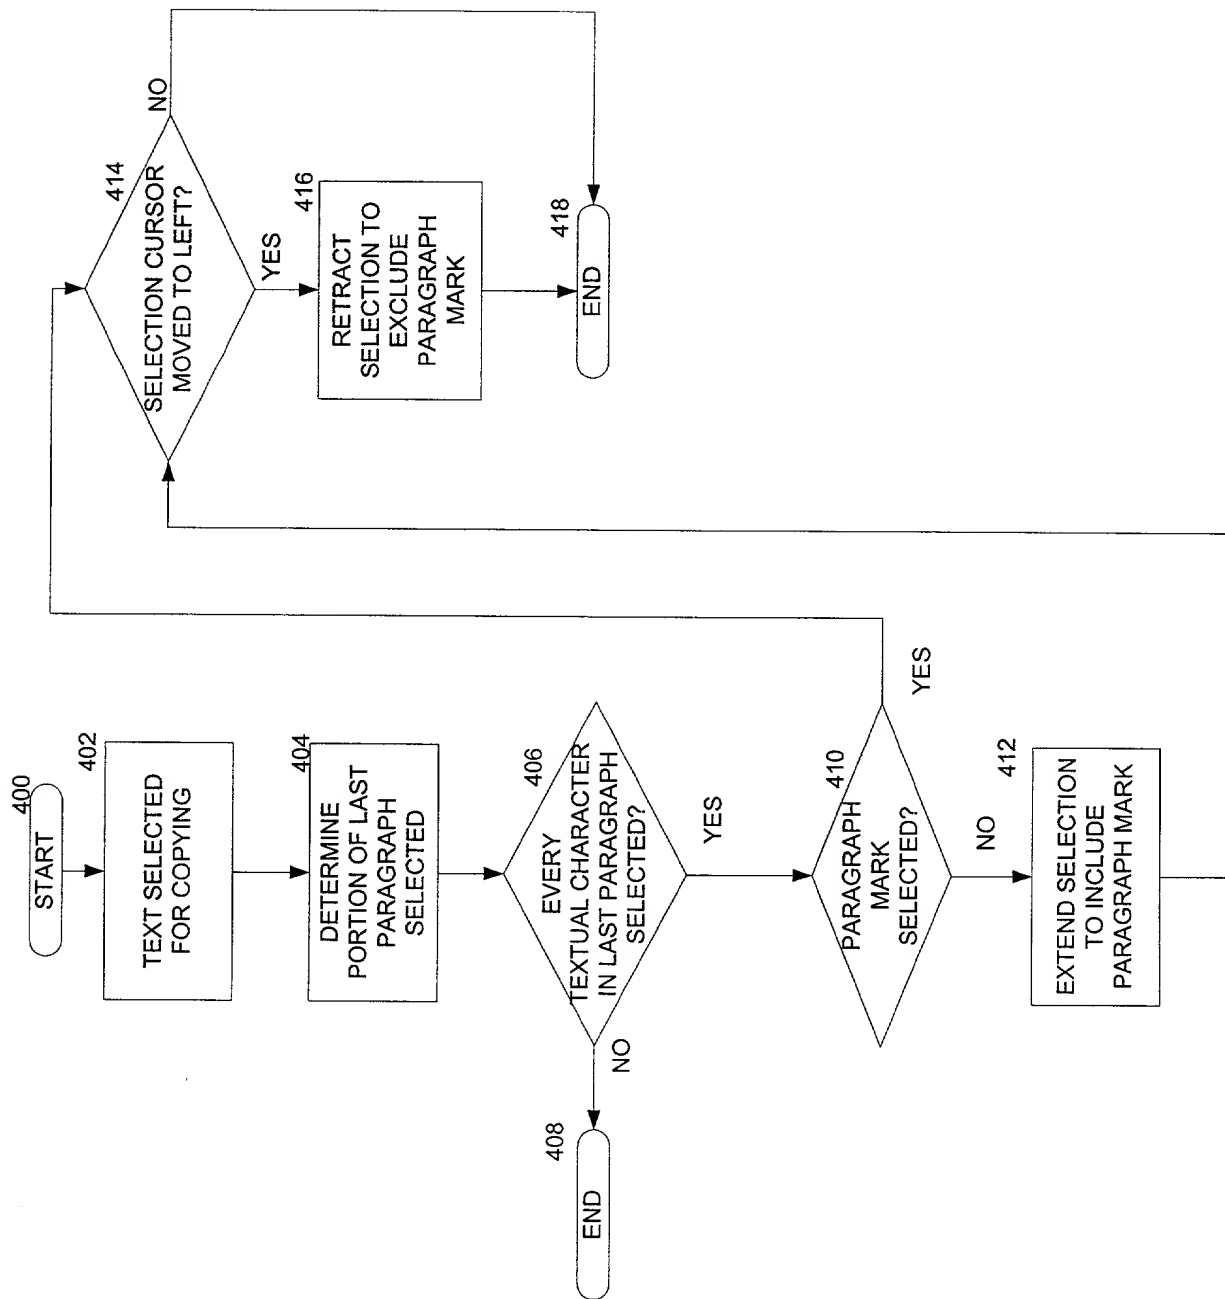 400
START
402
TEXT SELECTED
FOR COPYING
404
DETERMINE
PORTION OF LAST
PARAGRAPH
SELECTED
406
EVERY
TEXTUAL CHARACTER
IN LAST PARAGRAPH
SELECTED?
NO
408
END
YES
410
PARAGRAPH
MARK
SELECTED?
YES
NO
412
EXTEND SELECTION
TO INCLUDE
PARAGRAPH MARK
414
SELECTION CURSOR
MOVED TO LEFT?
NO
YES
416
RETRACT
SELECTION TO
EXCLUDE
PARAGRAPH
MARK
418
END